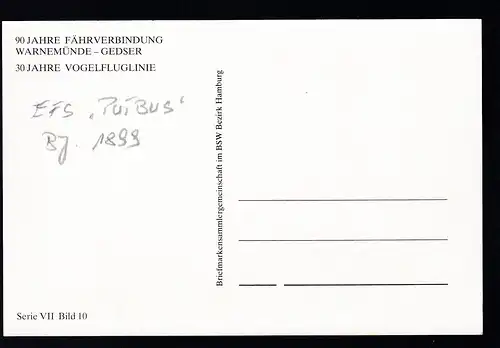 90 JAHRE FÄHRVERBINDUNG
WARNEMÜNDE – GEDSER
30 JAHRE VOGELFLUGLINIE
EFS „PUTBUS“
Bj. 1899
Briefmarkensammlergemeinschaft im BSW Bezirk Hamburg
Serie VII Bild 10